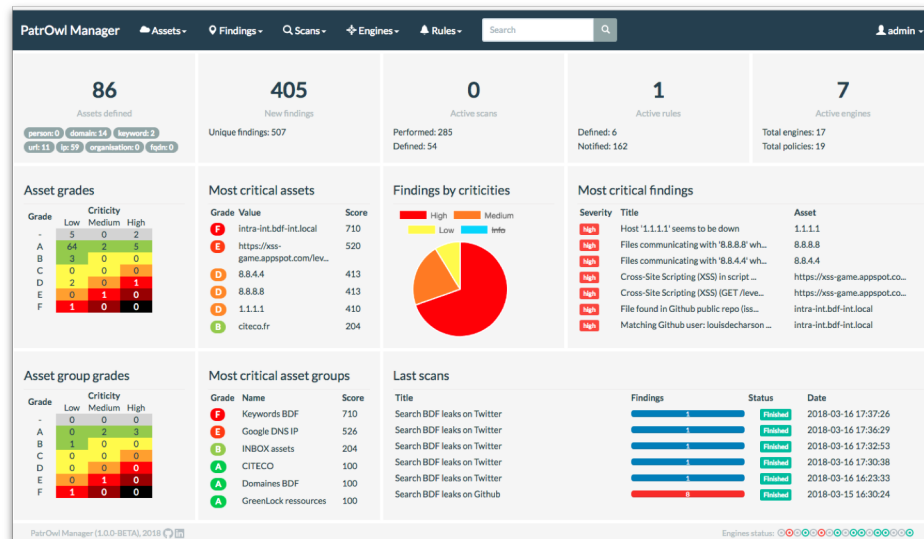 PatrOwl Manager Assets Findings Scans Engines Rules Search admin
86
Assets defined
person: 0 domain: 14 keyword: 2
url: 11 ip: 59 organisation: 0 fqdn: 0
405
New findings
Unique findings: 507
0
Active scans
Performed: 285
Defined: 54
1
Active rules
Defined: 6
Notified: 162
7
Active engines
Total engines: 17
Total policies: 19
Asset grades
Grade Criticity
Low Medium High
- 5 0 2
A 64 2 5
B 3 0 0
C 0 0 0
D 2 0 1
E 0 1 0
F 1 0 0
Most critical assets
Grade Value Score
F intra-int.bdf-int.local 710
E https://xss- 520
game.appspot.com/lev...
D 8.8.4.4 413
D 8.8.8.8 413
D 1.1.1.1 410
B citeco.fr 204
Findings by criticities
High Medium
Low Info
Most critical findings
Severity Title Asset
high Host '1.1.1.1' seems to be down 1.1.1.1
high Files communicating with '8.8.8.8' wh... 8.8.8.8
high Files communicating with '8.8.4.4' wh... 8.8.4.4
high Cross-Site Scripting (XSS) in script ... https://xss-game.appspot.co...
high Cross-Site Scripting (XSS) (GET /leve... https://xss-game.appspot.co...
high File found in Github public repo (iss... intra-int.bdf-int.local
high Matching Github user: louisdecharson ... intra-int.bdf-int.local
Asset group grades
Grade Criticity
Low Medium High
- 0 0 0
A 0 2 3
B 1 0 0
C 0 0 0
D 0 0 0
E 0 1 0
F 1 0 0
Most critical asset groups
Grade Name Score
F Keywords BDF 710
E Google DNS IP 526
B INBOX assets 204
A CITECO 100
A Domaines BDF 100
A GreenLock ressources 100
Last scans
Title Findings Status Date
Search BDF leaks on Twitter 1 Finished 2018-03-16 17:37:26
Search BDF leaks on Twitter 1 Finished 2018-03-16 17:36:29
Search BDF leaks on Twitter 1 Finished 2018-03-16 17:32:53
Search BDF leaks on Twitter 1 Finished 2018-03-16 17:30:38
Search BDF leaks on Twitter 1 Finished 2018-03-16 16:23:33
Search BDF leaks on Github 8 Finished 2018-03-15 16:30:24
PatrOwl Manager (1.0.0-BETA), 2018
Engines status: